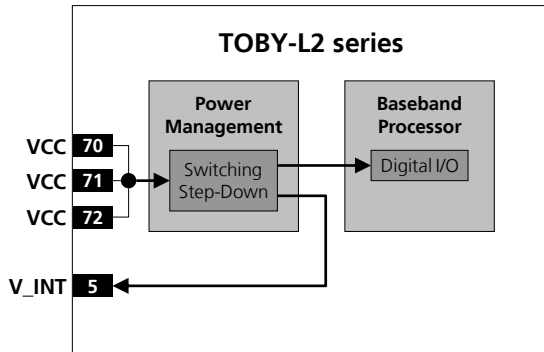 TOBY-L2 series
Power
Management
Baseband
Processor
Switching
Step-Down
Digital I/O
VCC 70
VCC 71
VCC 72
V_INT 5